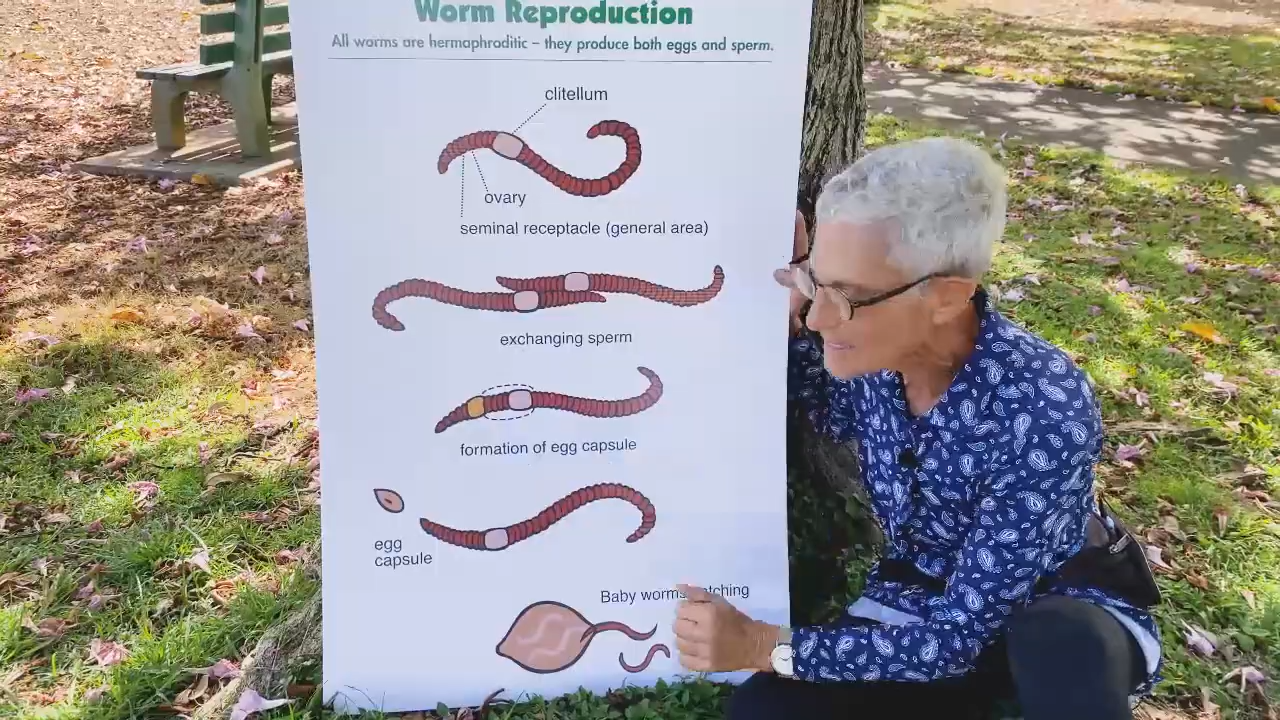 Worm Reproduction
All worms are hermaphroditic – they produce both eggs and sperm.
clitellum
ovary
seminal receptacle (general area)
exchanging sperm
formation of egg capsule
egg
capsule
Baby worms